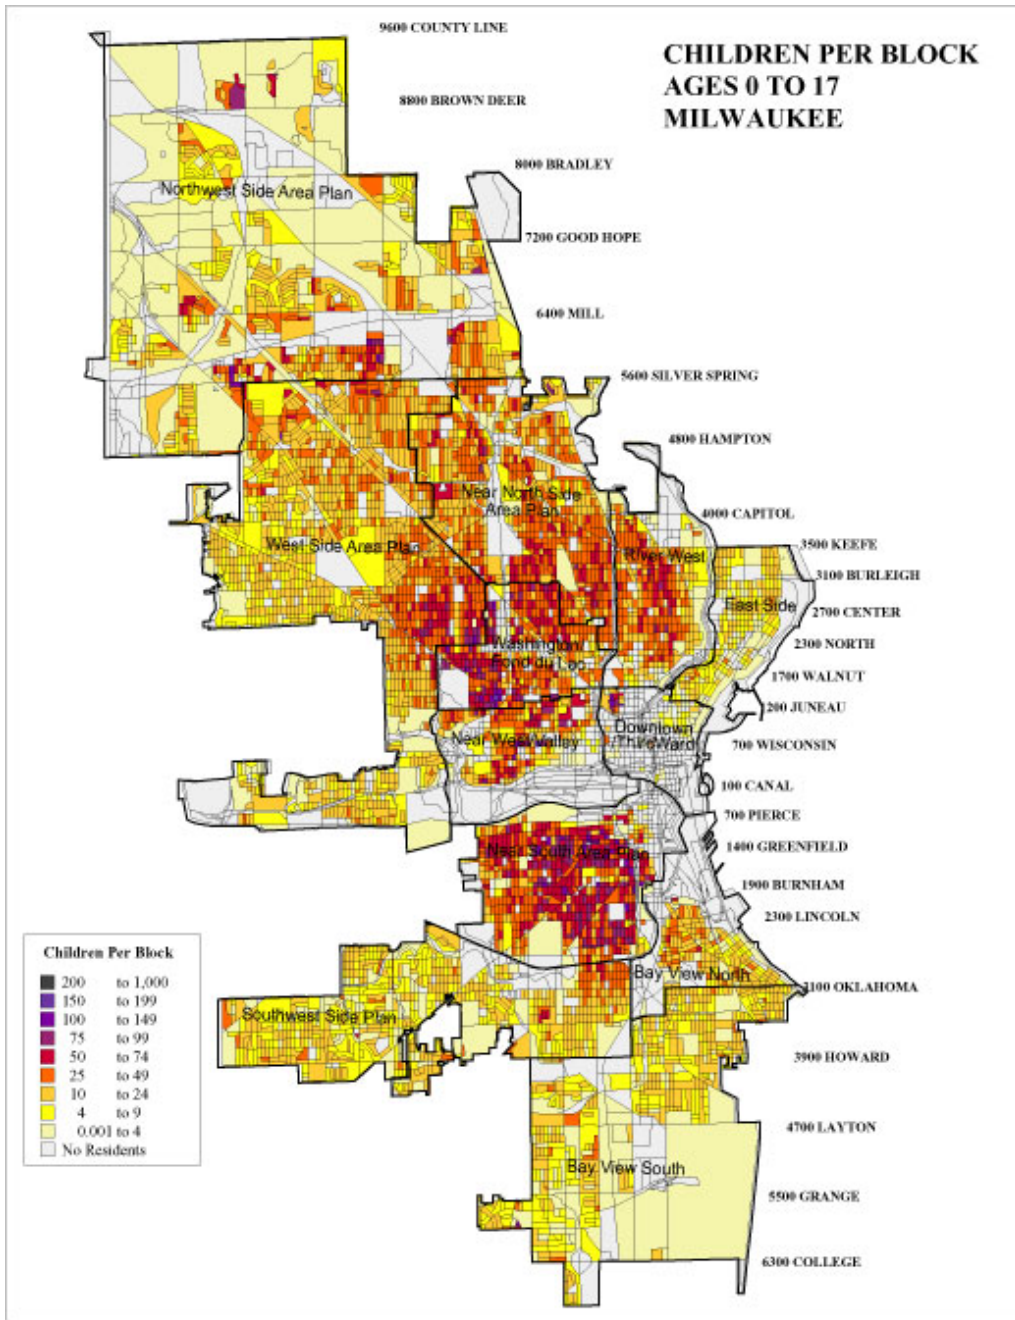 9600 COUNTY LINE
CHILDREN PER BLOCK
AGES 0 TO 17
MILWAUKEE
8800 BROWN DEER
8000 BRADLEY
Northwest Side Area Plan
7200 GOOD HOPE
6400 MILL
5600 SILVER SPRING
4800 HAMPTON
Near North Side
Area Plan
4000 CAPITOL
West Side Area Plan
River West
3500 KEEFE
3100 BURLEIGH
East Side
2700 CENTER
2300 NORTH
Washington/
Fond du Lac
1700 WALNUT
200 JUNEAU
Downtown
/Third Ward
Near West/Valley
700 WISCONSIN
100 CANAL
700 PIERCE
1400 GREENFIELD
Near South Area Plan
1900 BURNHAM
2300 LINCOLN
Bay View North
3100 OKLAHOMA
Southwest Side Plan
3900 HOWARD
4700 LAYTON
Bay View South
5500 GRANGE
6300 COLLEGE
Children Per Block
200 to 1,000
150 to 199
100 to 149
75 to 99
50 to 74
25 to 49
10 to 24
4 to 9
0.001 to 4
No Residents